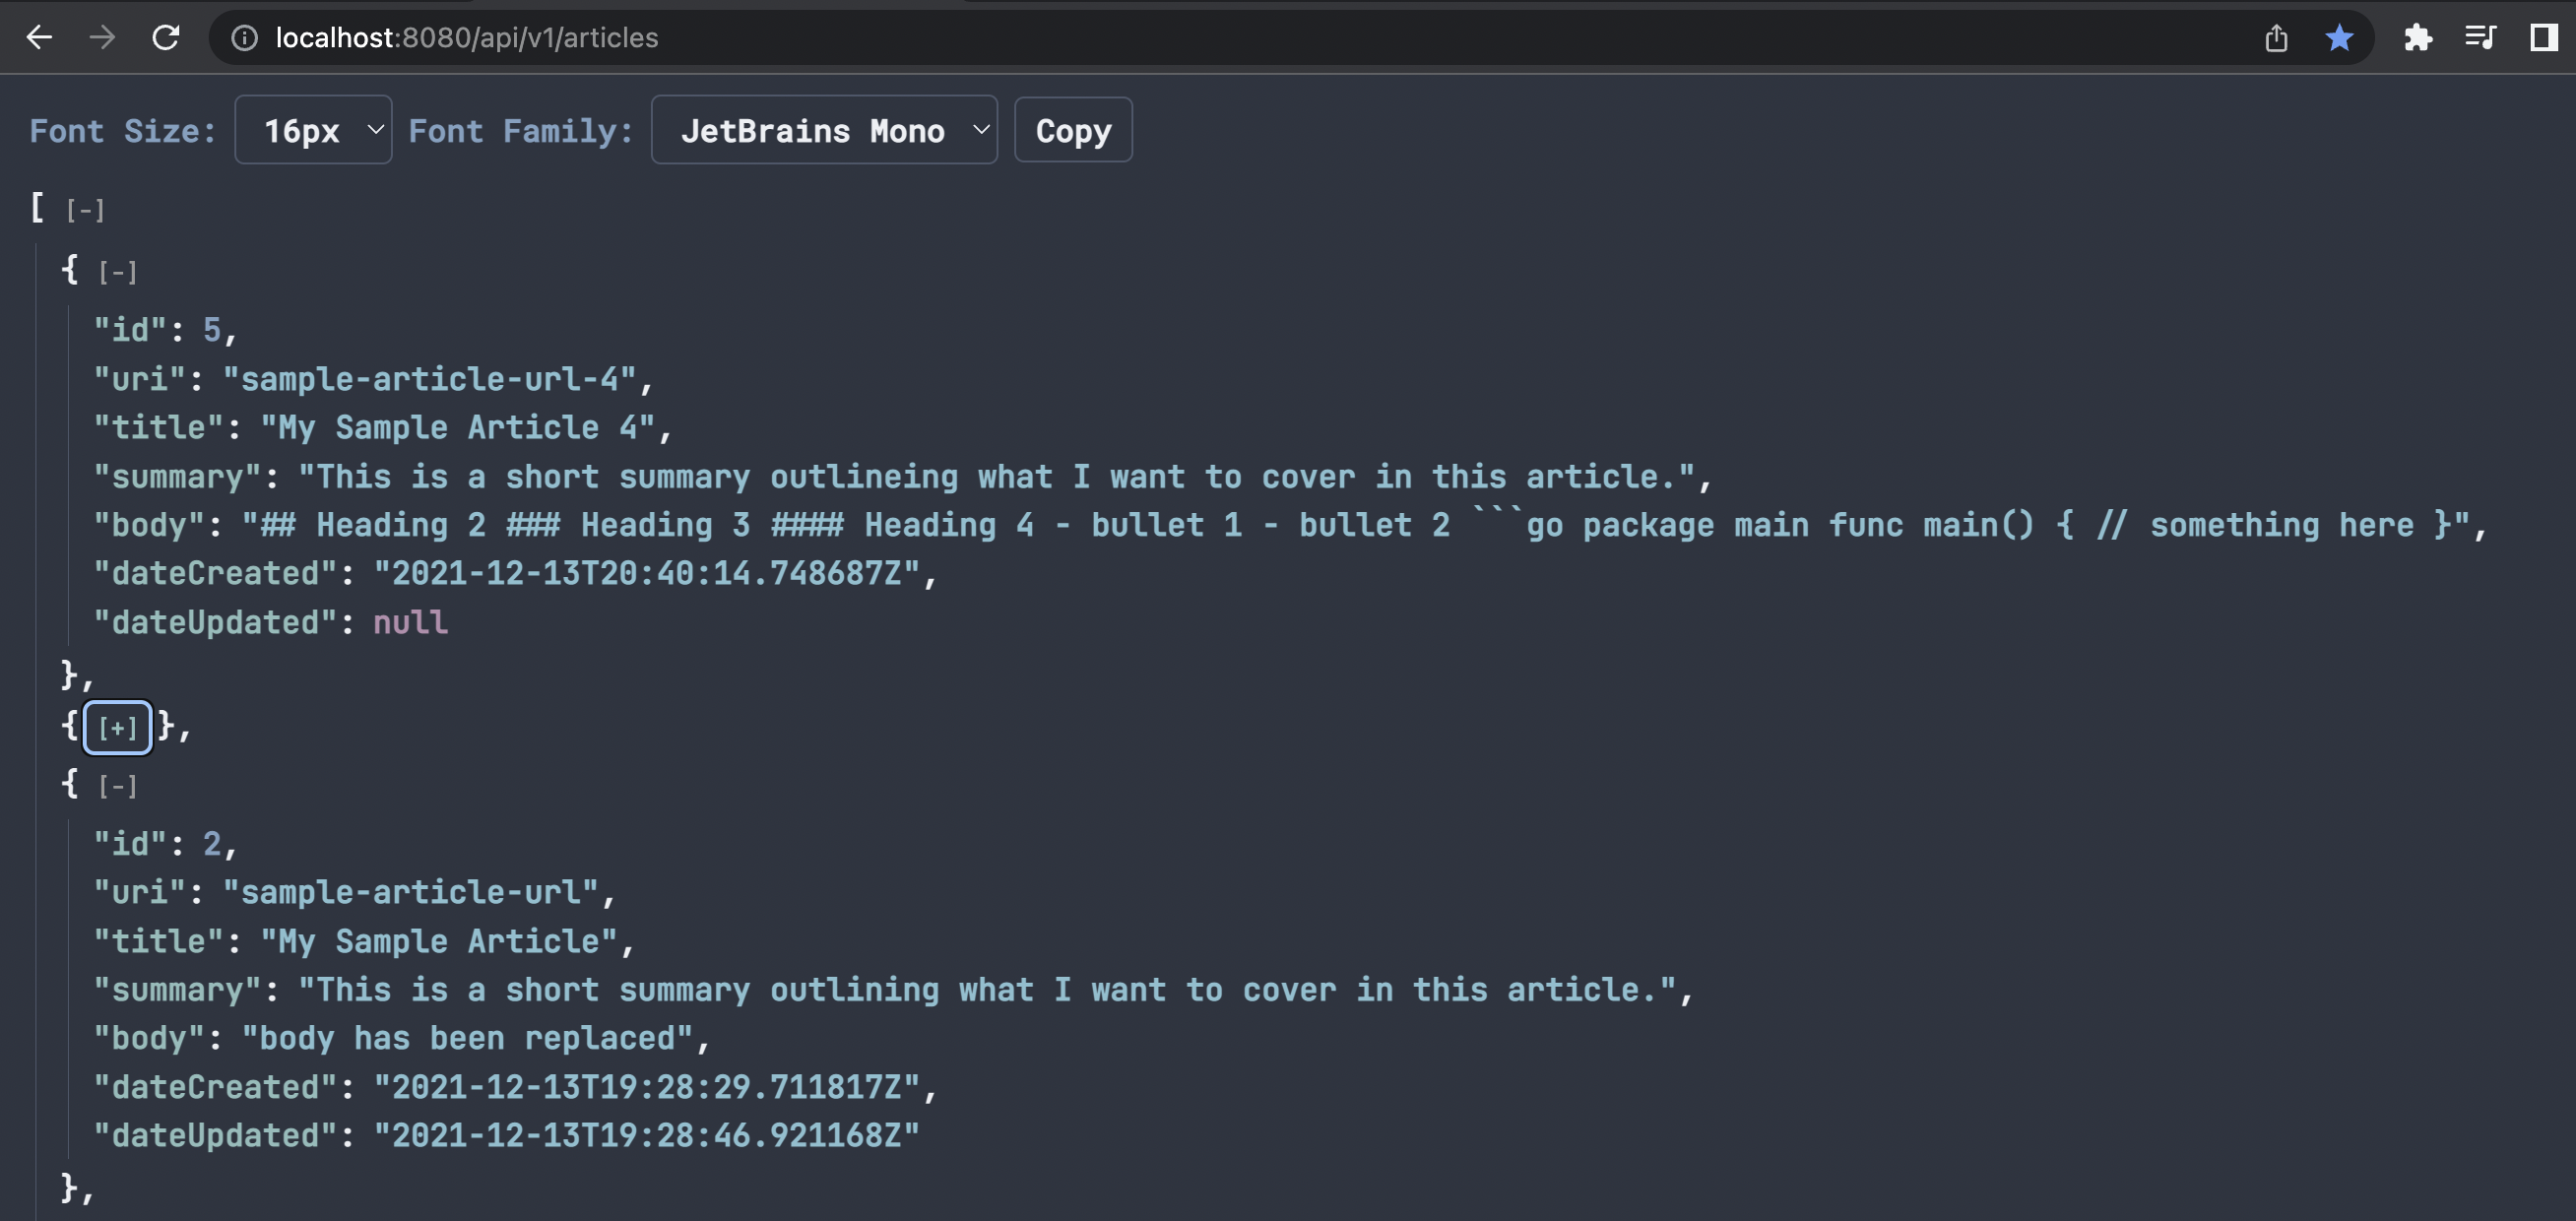 localhost:8080/api/v1/articles
Font Size: 16px Font Family: JetBrains Mono Copy
[ [-]
{ [-]
"id": 5,
"uri": "sample-article-url-4",
"title": "My Sample Article 4",
"summary": "This is a short summary outlineing what I want to cover in this article.",
"body": "## Heading 2 ### Heading 3 #### Heading 4 - bullet 1 - bullet 2 ```go package main func main() { // something here }",
"dateCreated": "2021-12-13T20:40:14.748687Z",
"dateUpdated": null
},
{ [+] },
{ [-]
"id": 2,
"uri": "sample-article-url",
"title": "My Sample Article",
"summary": "This is a short summary outlining what I want to cover in this article.",
"body": "body has been replaced",
"dateCreated": "2021-12-13T19:28:29.711817Z",
"dateUpdated": "2021-12-13T19:28:46.921168Z"
},